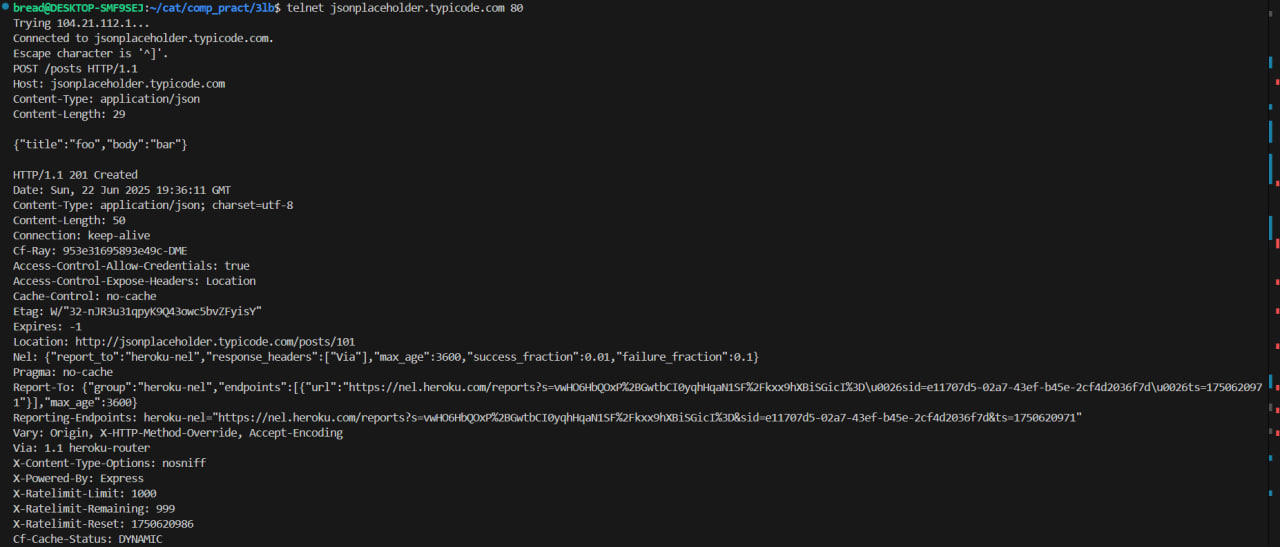 bread@DESKTOP-SMF9SEJ:~/cat/comp_pract/3lb$ telnet jsonplaceholder.typicode.com 80
Trying 104.21.112.1...
Connected to jsonplaceholder.typicode.com.
Escape character is '^]'.
POST /posts HTTP/1.1
Host: jsonplaceholder.typicode.com
Content-Type: application/json
Content-Length: 29

{"title":"foo","body":"bar"}

HTTP/1.1 201 Created
Date: Sun, 22 Jun 2025 19:36:11 GMT
Content-Type: application/json; charset=utf-8
Content-Length: 50
Connection: keep-alive
Cf-Ray: 953e31695893e49c-DME
Access-Control-Allow-Credentials: true
Access-Control-Expose-Headers: Location
Cache-Control: no-cache
Etag: W/"32-nJR3u31qpyK9Q43owc5bvZFyisY"
Expires: -1
Location: http://jsonplaceholder.typicode.com/posts/101
Nel: {"report_to":"heroku-nel","response_headers":["Via"],"max_age":3600,"success_fraction":0.01,"failure_fraction":0.1}
Pragma: no-cache
Report-To: {"group":"heroku-nel","endpoints":[{"url":"https://nel.heroku.com/reports?s=vwHO6HbQOxP%2BGwtbCI0yqhHqaN1SF%2Fkxx9hXBiSGicI%3D\u0026sid=e11707d5-02a7-43ef-b45e-2cf4d2036f7d\u0026ts=175062097
1"}],"max_age":3600}
Reporting-Endpoints: heroku-nel="https://nel.heroku.com/reports?s=vwHO6HbQOxP%2BGwtbCI0yqhHqaN1SF%2Fkxx9hXBiSGicI%3D&sid=e11707d5-02a7-43ef-b45e-2cf4d2036f7d&ts=1750620971"
Vary: Origin, X-HTTP-Method-Override, Accept-Encoding
Via: 1.1 heroku-router
X-Content-Type-Options: nosniff
X-Powered-By: Express
X-Ratelimit-Limit: 1000
X-Ratelimit-Remaining: 999
X-Ratelimit-Reset: 1750620986
Cf-Cache-Status: DYNAMIC